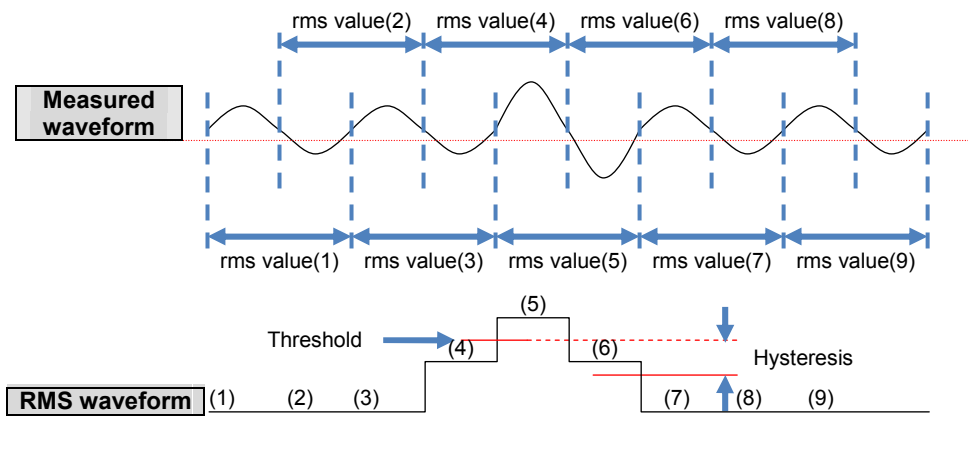 rms value(2) rms value(4) rms value(6) rms value(8)
Measured
waveform
rms value(1) rms value(3) rms value(5) rms value(7) rms value(9)
(5)
Threshold
(4) (6)
Hysteresis
RMS waveform (1) (2) (3) (7) (8) (9)